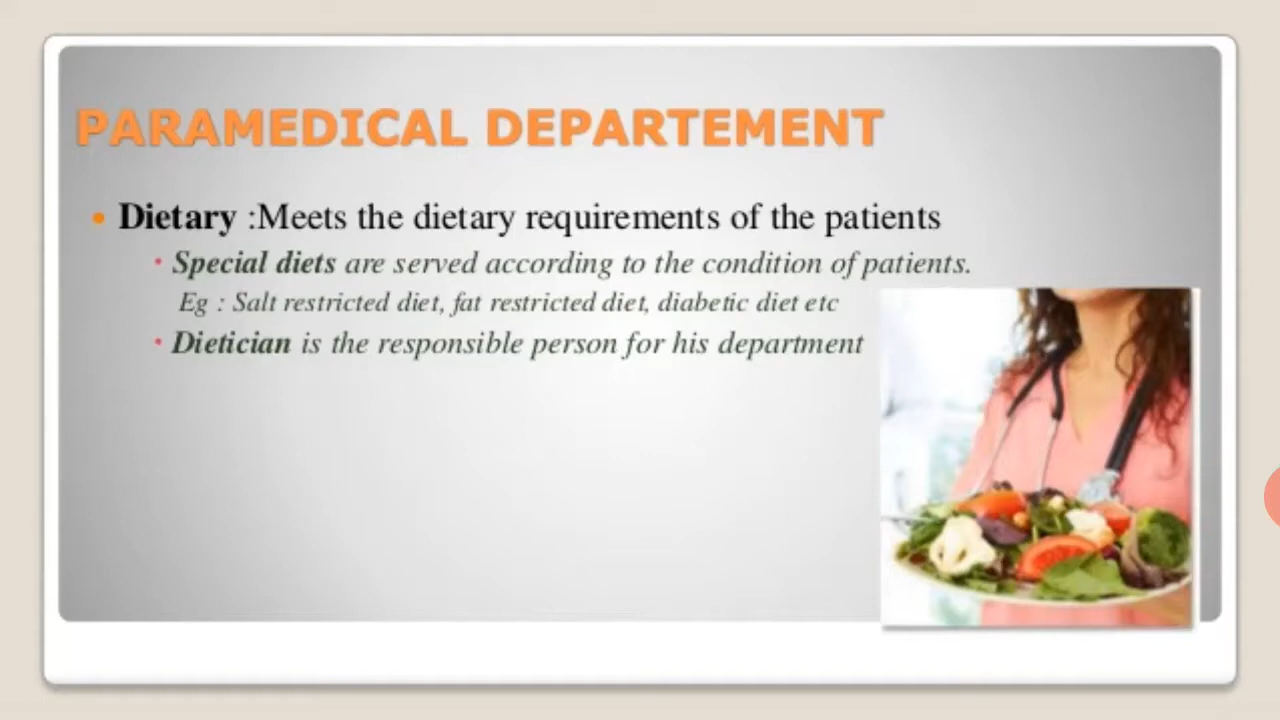 PARAMEDICAL DEPARTEMENT
Dietary :Meets the dietary requirements of the patients
Special diets are served according to the condition of patients.
Eg : Salt restricted diet, fat restricted diet, diabetic diet etc
Dietician is the responsible person for his department